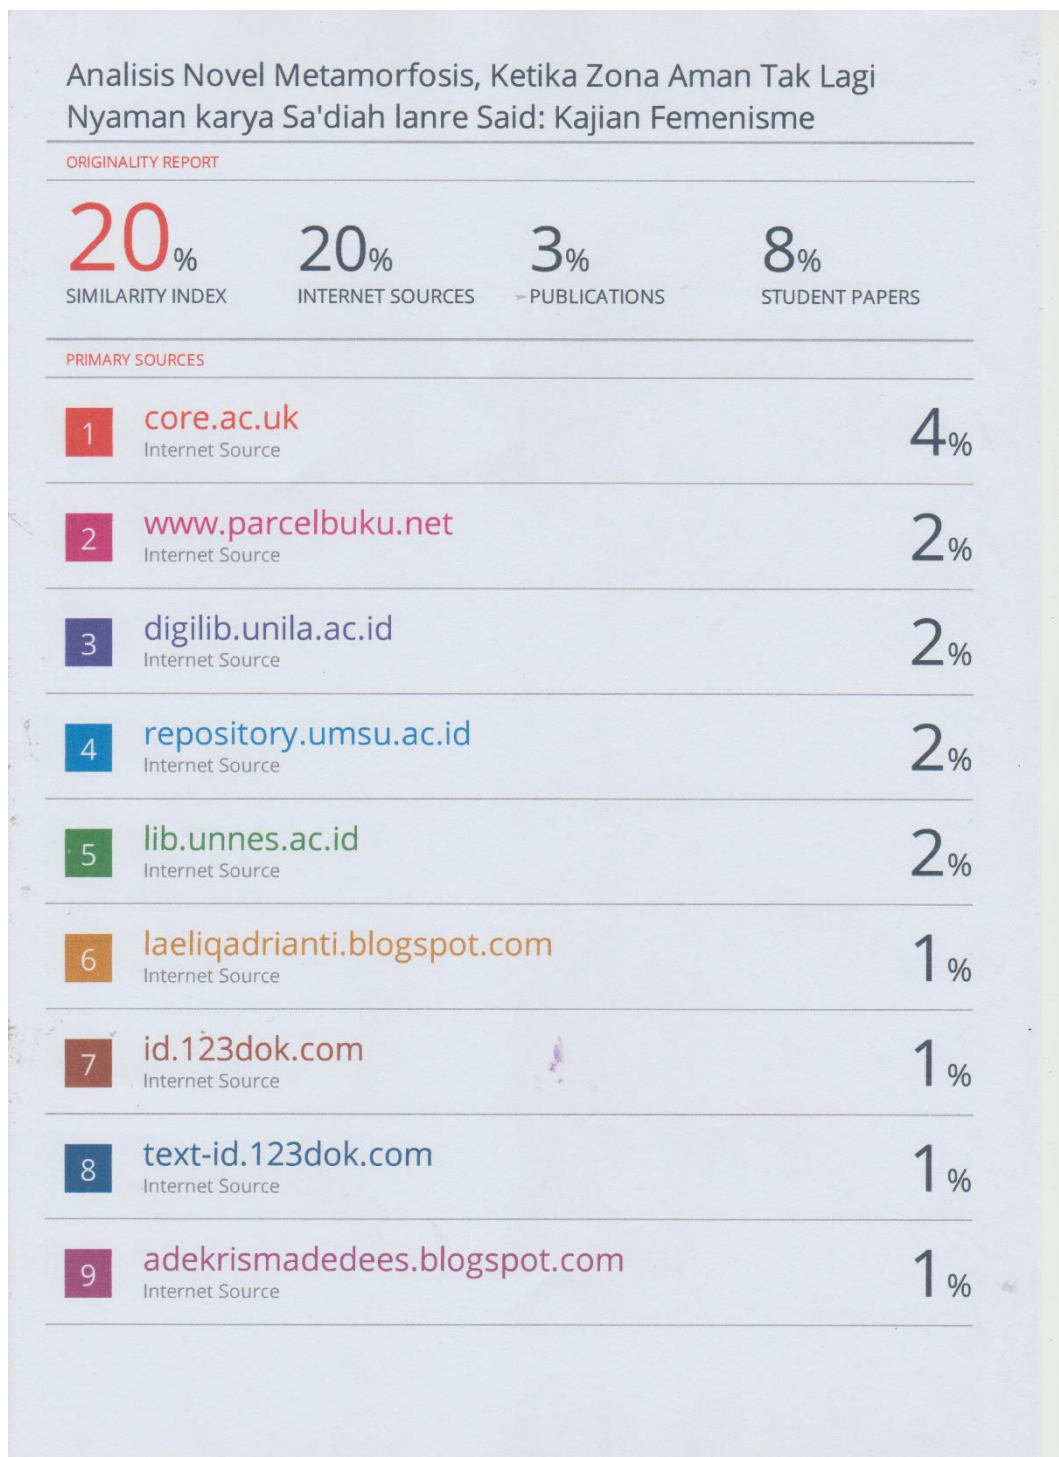 Analisis Novel Metamorfosis, Ketika Zona Aman Tak Lagi
Nyaman karya Sa'diah lanre Said: Kajian Femenisme
ORIGINALITY REPORT
20%
SIMILARITY INDEX
20%
INTERNET SOURCES
3%
PUBLICATIONS
8%
STUDENT PAPERS
PRIMARY SOURCES
1
core.ac.uk
Internet Source
4%
2
www.parcelbuku.net
Internet Source
2%
3
digilib.unila.ac.id
Internet Source
2%
4
repository.umsu.ac.id
Internet Source
2%
5
lib.unnes.ac.id
Internet Source
2%
6
laeliqadrianti.blogspot.com
Internet Source
1%
7
id.123dok.com
Internet Source
1%
8
text-id.123dok.com
Internet Source
1%
9
adekrismadedees.blogspot.com
Internet Source
1%